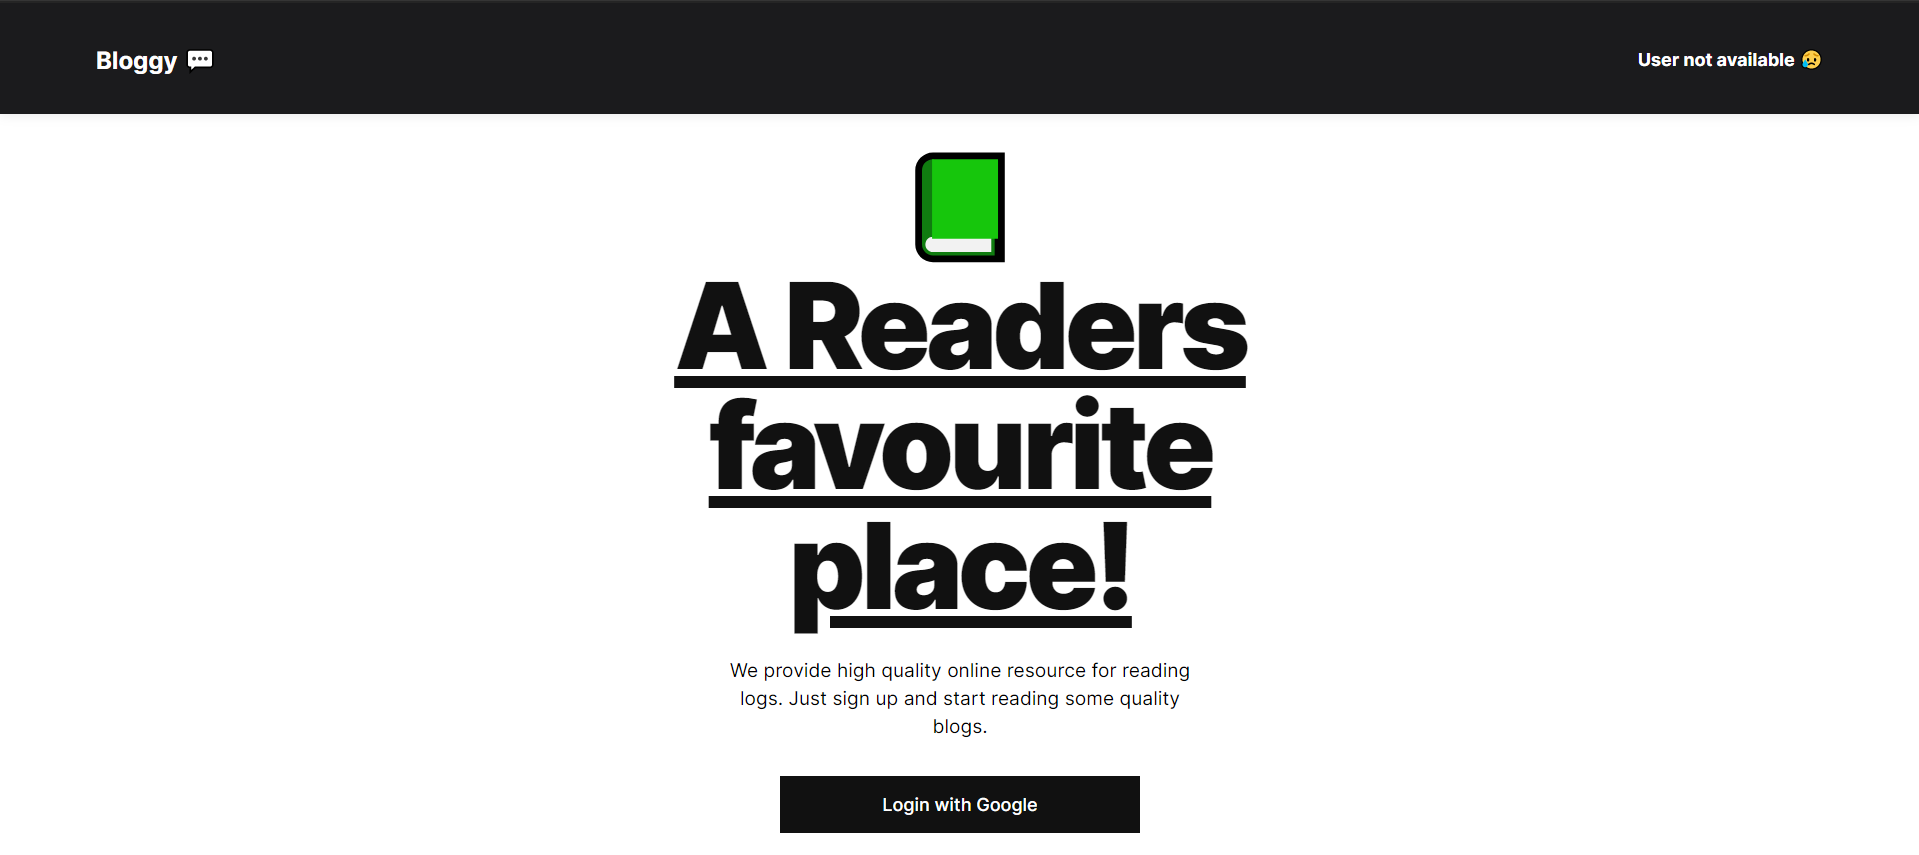 Bloggy 💬
User not available 😥
A Readers
favourite
place!
We provide high quality online resource for reading
logs. Just sign up and start reading some quality
blogs.
Login with Google